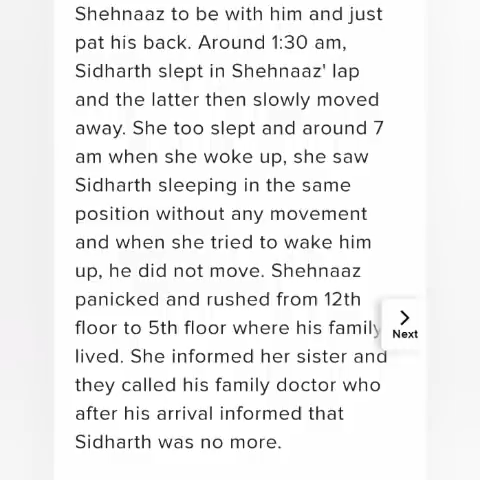 Shehnaaz to be with him and just
pat his back. Around 1:30 am,
Sidharth slept in Shehnaaz' lap
and the latter then slowly moved
away. She too slept and around 7
am when she woke up, she saw
Sidharth sleeping in the same
position without any movement
and when she tried to wake him
up, he did not move. Shehnaaz
panicked and rushed from 12th
floor to 5th floor where his family
lived. She informed her sister and
they called his family doctor who
after his arrival informed that
Sidharth was no more.
Next